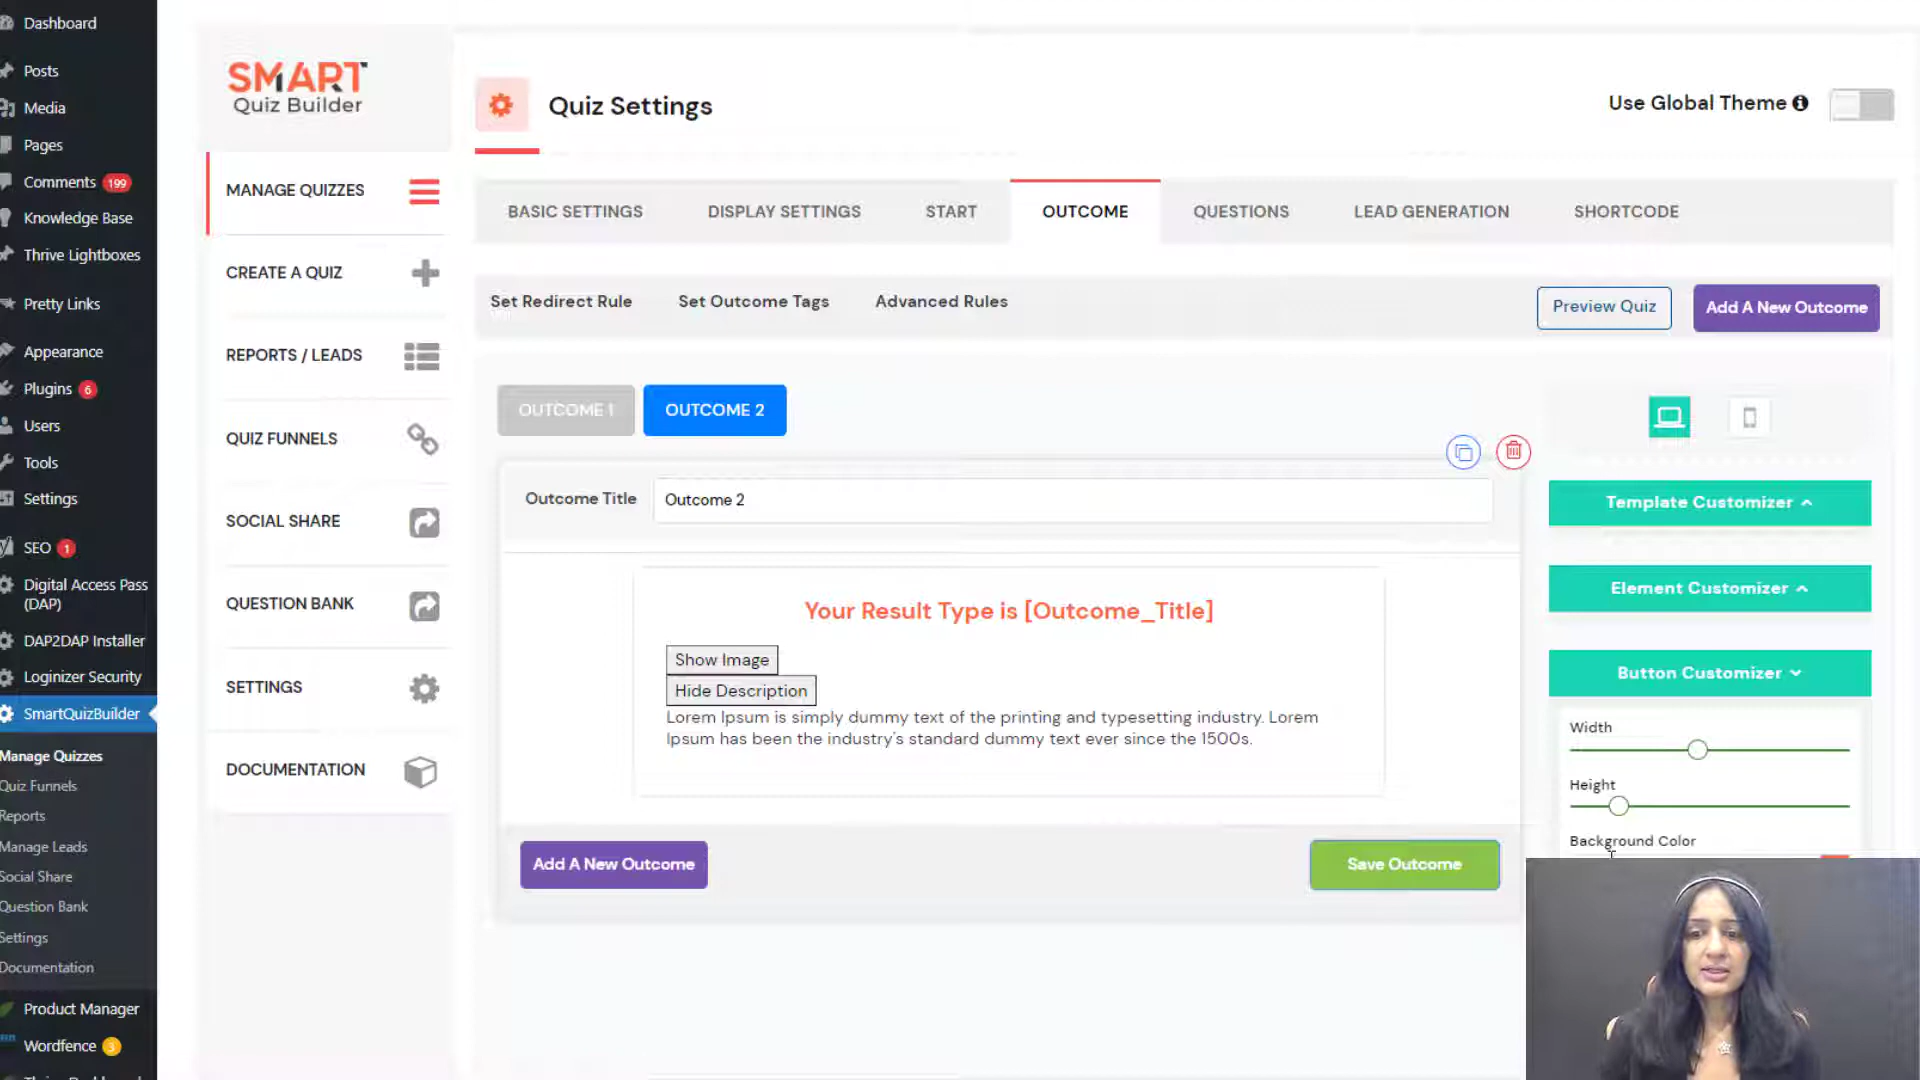 Dashboard
Posts
Media
Pages
Comments 199
Knowledge Base
Thrive Lightboxes
Pretty Links
Appearance
Plugins 6
Users
Tools
Settings
SEO 1
Digital Access Pass
(DAP)
DAP2DAP Installer
Loginizer Security
SmartQuizBuilder
Manage Quizzes
Quiz Funnels
Reports
Manage Leads
Social Share
Question Bank
Settings
Documentation
Product Manager
Wordfence 3
SMART
Quiz Builder
MANAGE QUIZZES
CREATE A QUIZ
REPORTS / LEADS
QUIZ FUNNELS
SOCIAL SHARE
QUESTION BANK
SETTINGS
DOCUMENTATION
Quiz Settings
Use Global Theme
BASIC SETTINGS
DISPLAY SETTINGS
START
OUTCOME
QUESTIONS
LEAD GENERATION
SHORTCODE
Set Redirect Rule
Set Outcome Tags
Advanced Rules
Preview Quiz
Add A New Outcome
OUTCOME 1
OUTCOME 2
Outcome Title
Outcome 2
Your Result Type is [Outcome_Title]
Show Image
Hide Description
Lorem Ipsum is simply dummy text of the printing and typesetting industry. Lorem
Ipsum has been the industry's standard dummy text ever since the 1500s.
Add A New Outcome
Save Outcome
Template Customizer
Element Customizer
Button Customizer
Width
Height
Background Color